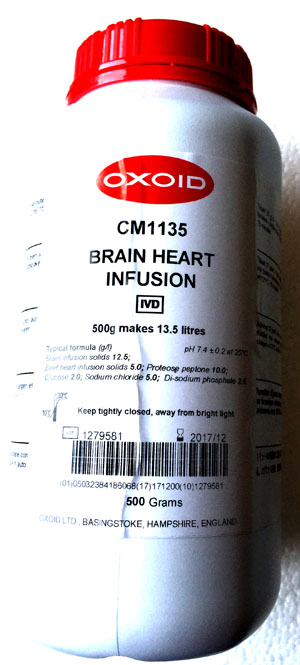 OXOID
CM1135
BRAIN HEART
INFUSION
IVD
500g makes 13.5 litres
Typical formula (g/l) pH 7.4 ± 0.2 at 25°C
Brain infusion solids 12.5;
Beef heart infusion solids 5.0; Proteose peptone 10.0;
Glucose 2.0; Sodium chloride 5.0; Di-sodium phosphate 2.5
Keep tightly closed, away from bright light
LOT 1279581 2017/12
(01)05032384186068(17)171200(10)1279581
500 Grams
OXOID LTD., BASINGSTOKE, HAMPSHIRE, ENGLAND